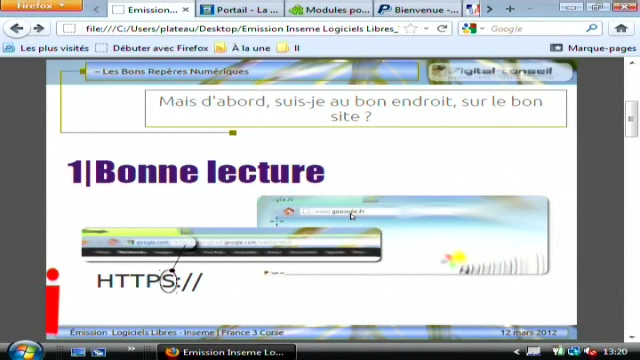 Firefox
Emission ...
Portail - La ...
Modules po...
Bienvenue - ...
file:///C:/Users/plateau/Desktop/Emission Inseme Logiciels Libres_
Google
Les plus visités
Débuter avec Firefox
À la une
Marque-pages
– Les Bons Repères Numériques
Digital-conseil
Mais d'abord, suis-je au bon endroit, sur le bon
site ?
1|Bonne lecture
www.gooogle.fr
google.com
HTTPS://
Émission Logiciels Libres - Inseme | France 3 Corse
12 mars 2012
Emission Inseme Lo...
13:20